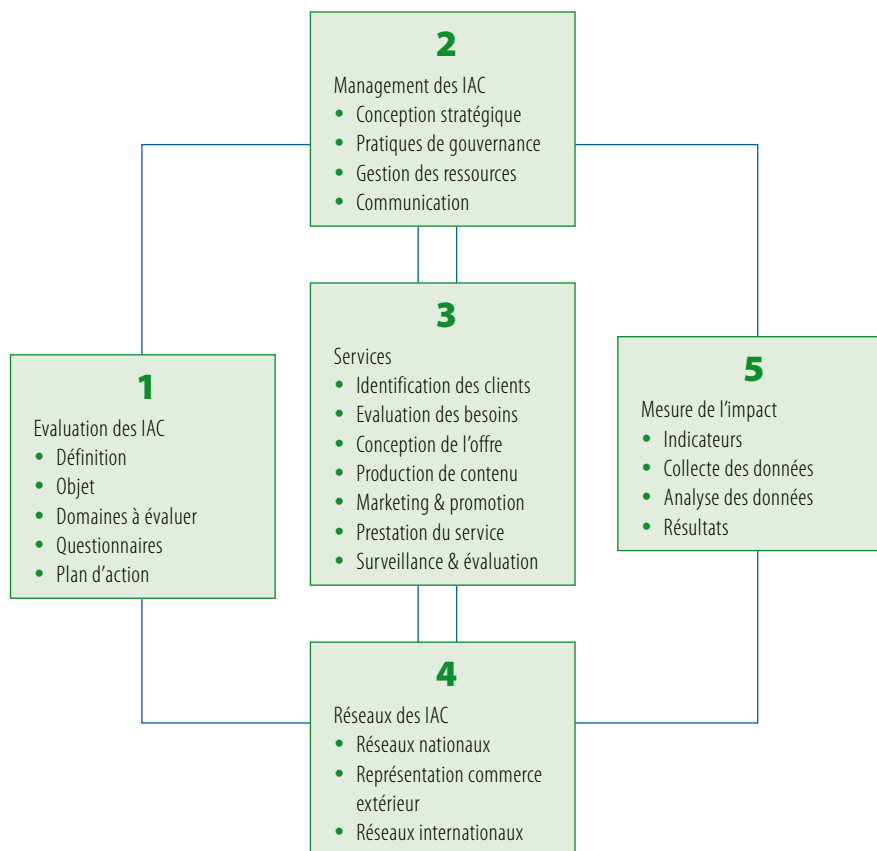 2
Management des IAC
• Conception stratégique
• Pratiques de gouvernance
• Gestion des ressources
• Communication
3
Services
• Identification des clients
• Evaluation des besoins
• Conception de l’offre
• Production de contenu
• Marketing & promotion
• Prestation du service
• Surveillance & évaluation
1
Evaluation des IAC
• Définition
• Objet
• Domaines à évaluer
• Questionnaires
• Plan d’action
5
Mesure de l’impact
• Indicateurs
• Collecte des données
• Analyse des données
• Résultats
4
Réseaux des IAC
• Réseaux nationaux
• Représentation commerce
extérieur
• Réseaux internationaux